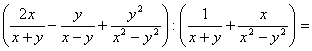 (2x/(x+y) − y/(x−y) + y²/(x²−y²)) : (1/(x+y) + x/(x²−y²)) =